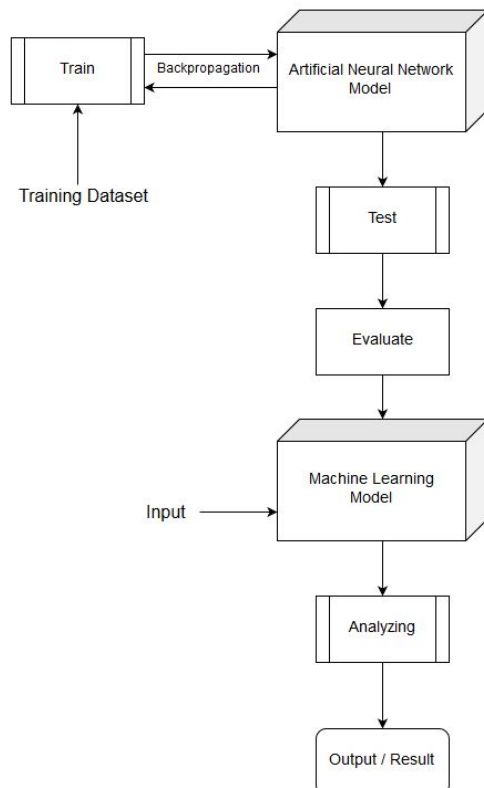 Train
Backpropagation
Artificial Neural Network
Model
Training Dataset
Test
Evaluate
Machine Learning
Model
Input
Analyzing
Output / Result